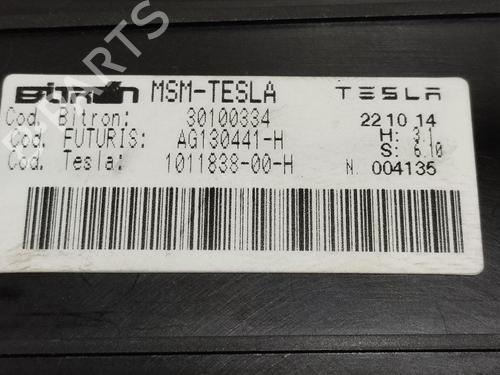 Bitron MSM-TESLA TESLA
Cod. Bitron: 30100334 22 10 14
Cod. FUTURIS: AG130441-H H: 3.1
Cod. Tesla: 1011838-00-H S: 6.10
N. 004135